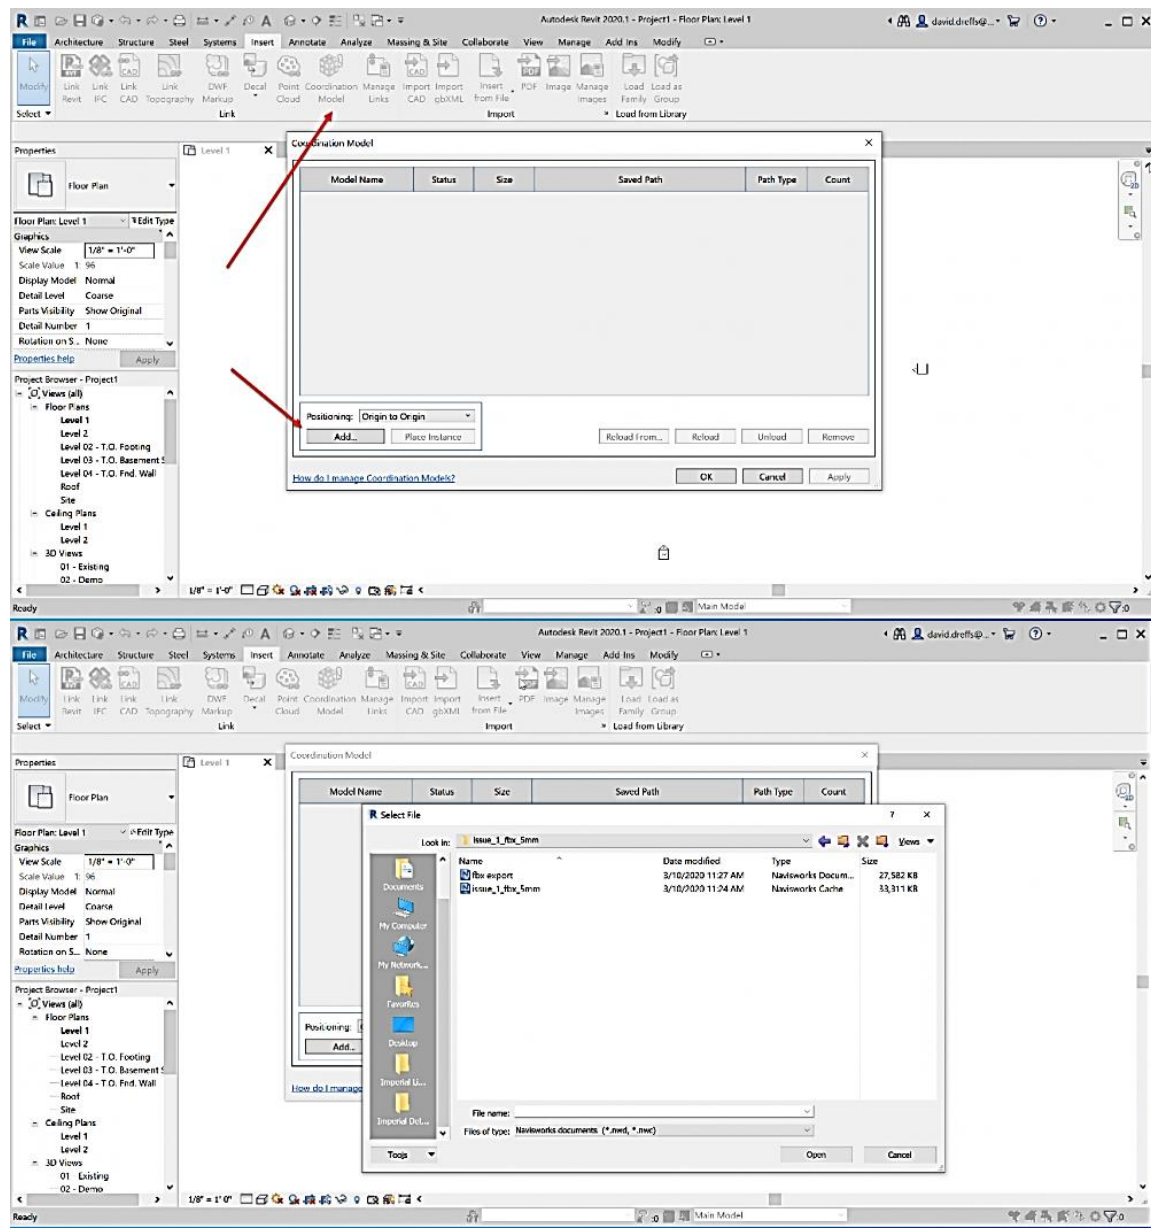 Autodesk Revit 2020.1 - Project1 - Floor Plan: Level 1
david.dreffs@...
File Architecture Structure Steel Systems Insert Annotate Analyze Massing & Site Collaborate View Manage Add Ins Modify
Modify Link Link Link Link DWF Decal Point Coordination Manage Import Import Insert PDF Image Manage Load Load as
Revit IFC CAD Topography Markup Cloud Model Links CAD gbXML from File Images Family Group
Select Link Import Load from Library
Properties
Level 1
Coordination Model
Floor Plan
Model Name Status Size Saved Path Path Type Count
Floor Plan: Level 1 Edit Type
Graphics
View Scale 1/8" = 1'-0"
Scale Value 1: 96
Display Model Normal
Detail Level Coarse
Parts Visibility Show Original
Detail Number 1
Rotation on S... None
Properties help Apply
Project Browser - Project1
Views (all)
Floor Plans
Level 1
Level 2
Level 02 - T.O. Footing
Level 03 - T.O. Basement S
Level 04 - T.O. Fnd. Wall
Roof
Site
Ceiling Plans
Level 1
Level 2
3D Views
01 - Existing
02 - Demo
Positioning: Origin to Origin
Add... Place Instance Reload From... Reload Unload Remove
How do I manage Coordination Models? OK Cancel Apply
1/8" = 1'-0"
Ready :0 Main Model :0
Autodesk Revit 2020.1 - Project1 - Floor Plan: Level 1
david.dreffs@...
File Architecture Structure Steel Systems Insert Annotate Analyze Massing & Site Collaborate View Manage Add-Ins Modify
Modify Link Link Link Link DWF Decal Point Coordination Manage Import Import Insert PDF Image Manage Load Load as
Revit IFC CAD Topography Markup Cloud Model Links CAD gbXML from File Images Family Group
Select Link Import Load from Library
Properties
Level 1
Coordination Model
Floor Plan
Model Name Status Size Saved Path Path Type Count
Floor Plan: Level 1 Edit Type
Graphics
View Scale 1/8" = 1'-0"
Scale Value 1: 96
Display Model Normal
Detail Level Coarse
Parts Visibility Show Original
Detail Number 1
Rotation on S... None
Properties help Apply
Project Browser - Project1
Views (all)
Floor Plans
Level 1
Level 2
Level 02 - T.O. Footing
Level 03 - T.O. Basement S
Level 04 - T.O. Fnd. Wall
Roof
Site
Ceiling Plans
Level 1
Level 2
3D Views
01 - Existing
02 - Demo
Positioning:
Add...
How do I manage
Select File
Look in: issue_1_fbx_5mm Views
Name Date modified Type Size
fbx export 3/10/2020 11:27 AM Navisworks Docum... 27,582 KB
issue_1_fbx_5mm 3/10/2020 11:24 AM Navisworks Cache 33,311 KB
Documents
My Computer
My Network...
Favorites
Desktop
Imperial Li...
Imperial Det...
File name:
Files of type: Navisworks documents (*.nwd, *.nwc)
Tools Open Cancel
1/8" = 1'-0"
Ready :0 Main Model :0